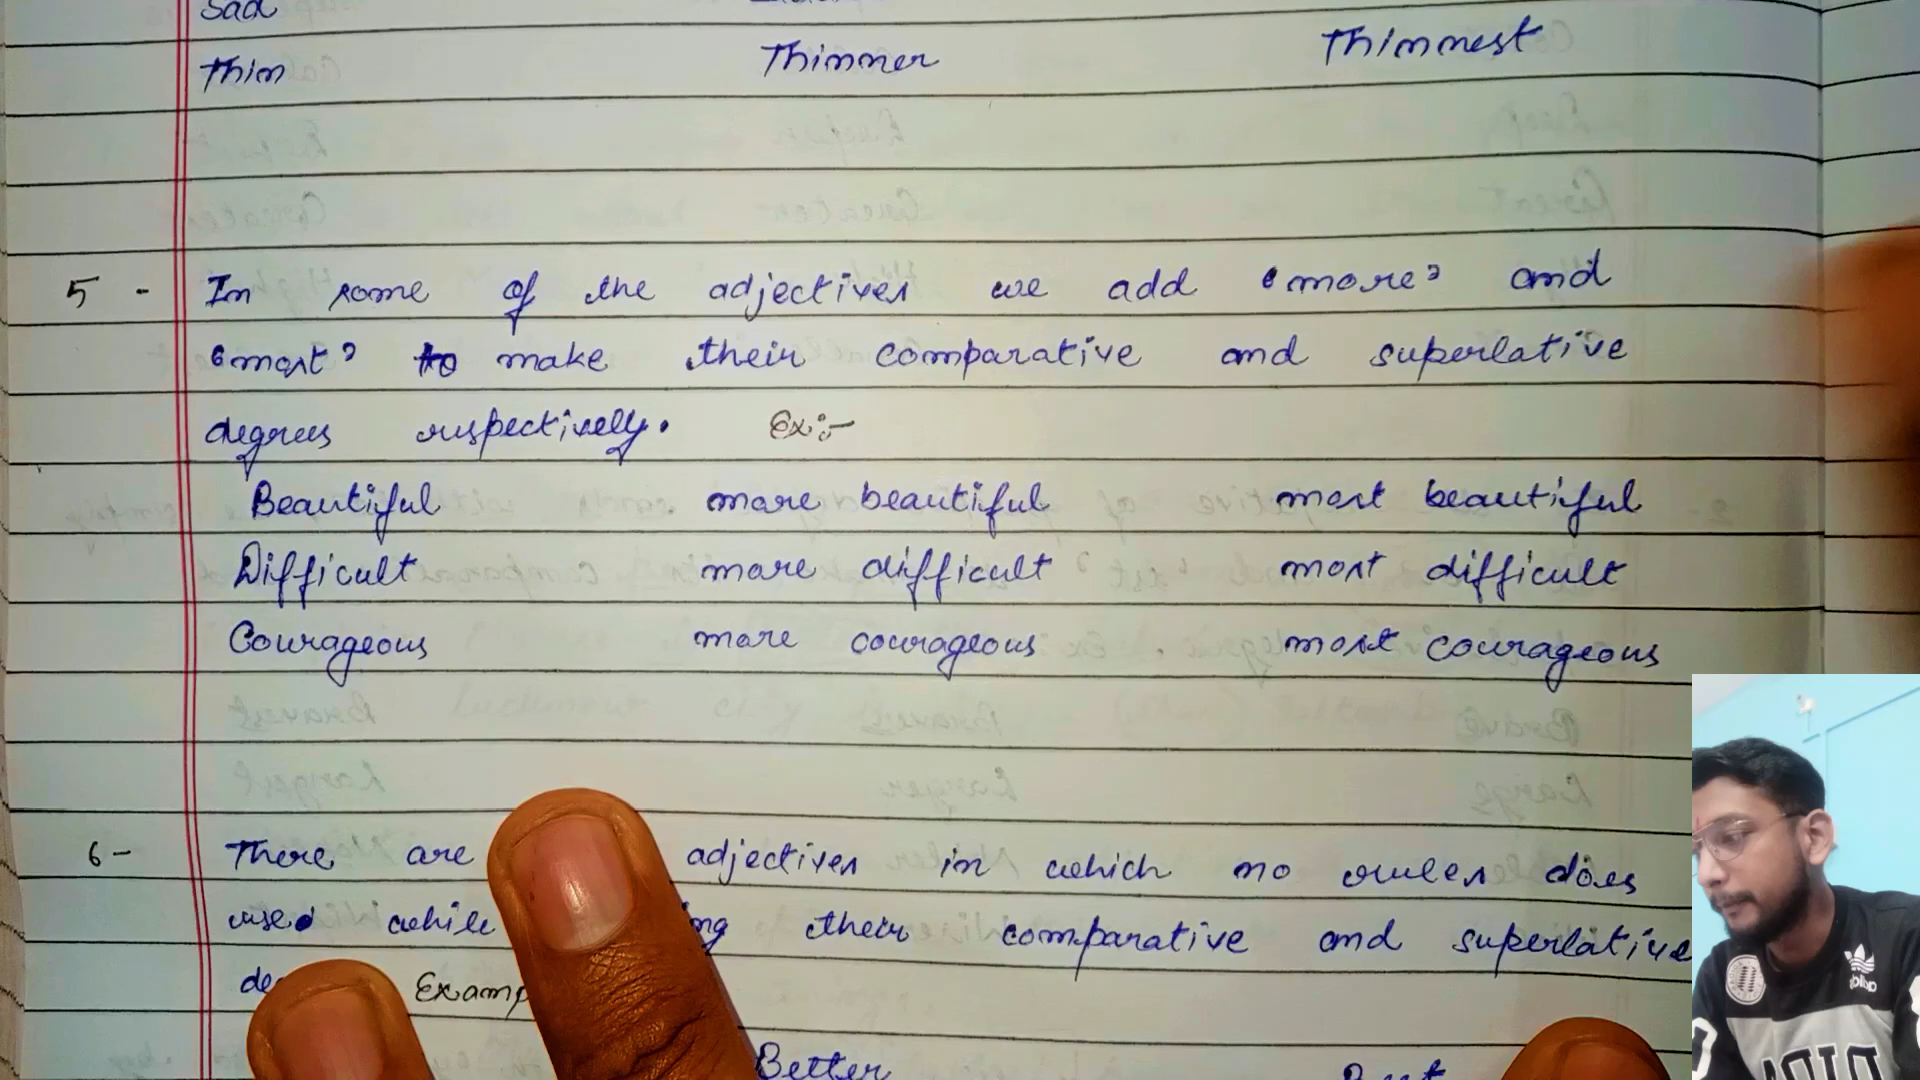 Sad
Thin Thinner Thinnest
5 - In some of the adjectives we add 'more' and
'most' to make their comparative and superlative
degrees respectively. Ex:-
Beautiful more beautiful most beautiful
Difficult more difficult most difficult
Courageous more courageous most courageous
6- There are adjectives in which no rules does
use while their comparative and superlative
Better